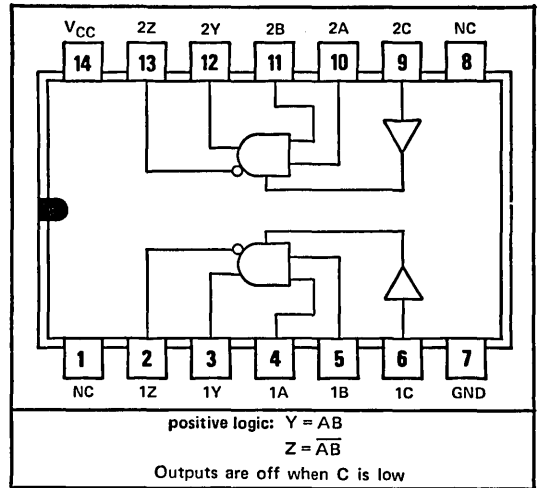 VCC 2Z 2Y 2B 2A 2C NC
14 13 12 11 10 9 8
1 2 3 4 5 6 7
NC 1Z 1Y 1A 1B 1C GND
positive logic: Y = AB
Z = \overline{AB}
Outputs are off when C is low